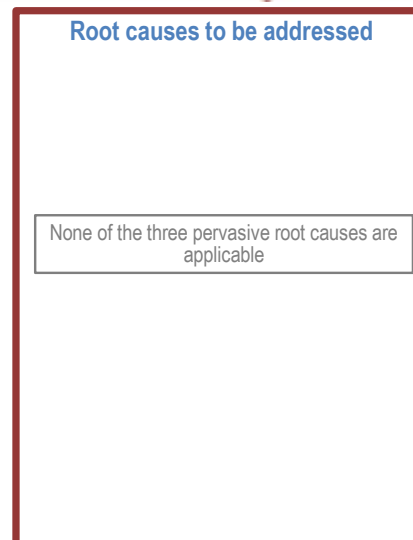 Root causes to be addressed
None of the three pervasive root causes are
applicable